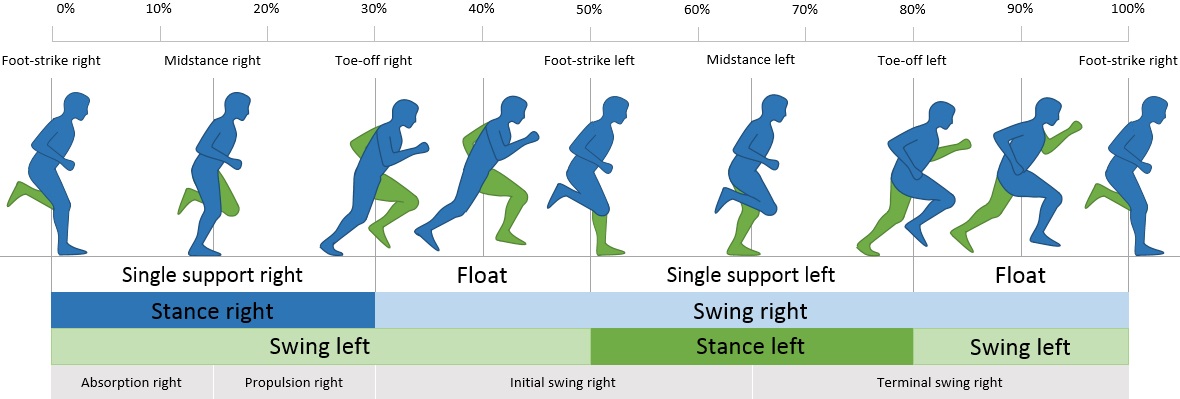 0% 10% 20% 30% 40% 50% 60% 70% 80% 90% 100%
Foot-strike right Midstance right Toe-off right Foot-strike left Midstance left Toe-off left Foot-strike right
Single support right Float Single support left Float
Stance right Swing right
Swing left Stance left Swing left
Absorption right Propulsion right Initial swing right Terminal swing right